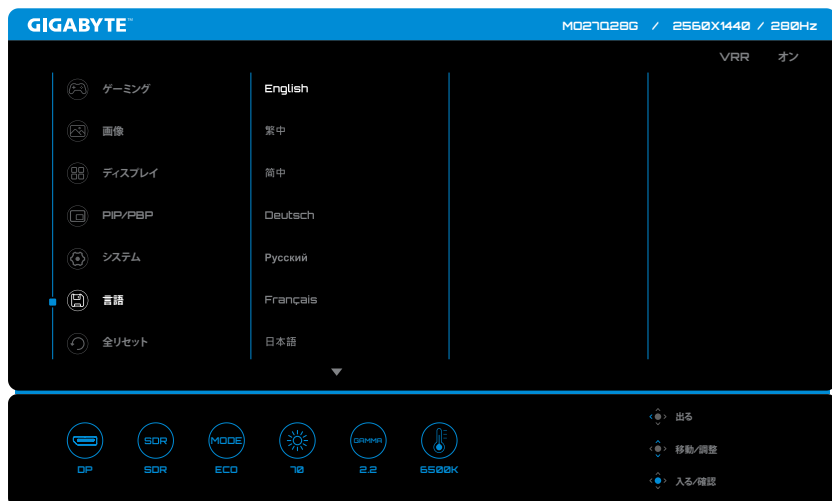 GIGABYTE™
MO27Q28G / 2560X1440 / 280Hz
VRR オン
ゲーミング
画像
ディスプレイ
PIP/PBP
システム
言語
全リセット
English
繁中
简中
Deutsch
Русский
Français
日本語
DP
SDR
SDR
MODE
ECO
70
GAMMA
2.2
6500K
出る
移動/調整
入る/確認